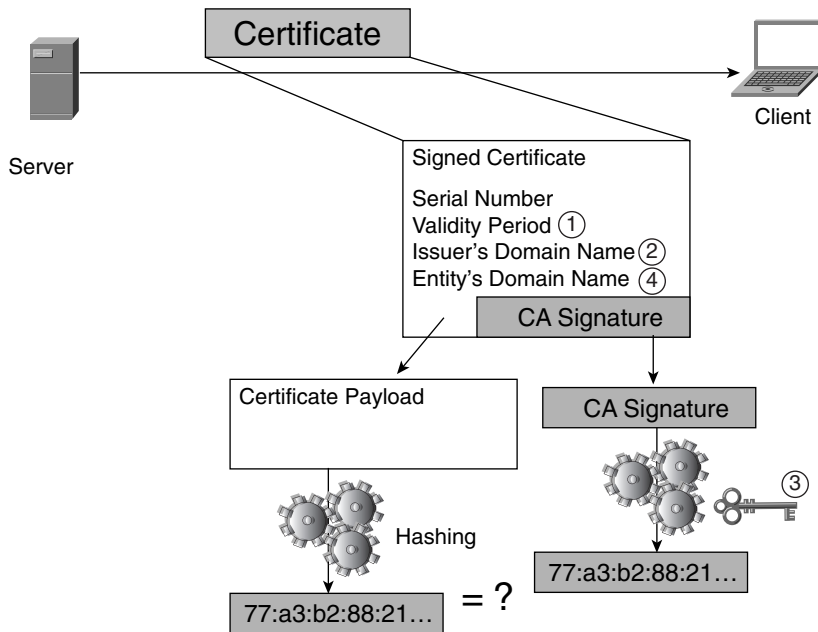 Certificate
Client
Server
Signed Certificate
Serial Number
Validity Period 1
Issuer's Domain Name 2
Entity's Domain Name 4
CA Signature
Certificate Payload
CA Signature
3
Hashing
77:a3:b2:88:21...
= ?
77:a3:b2:88:21...